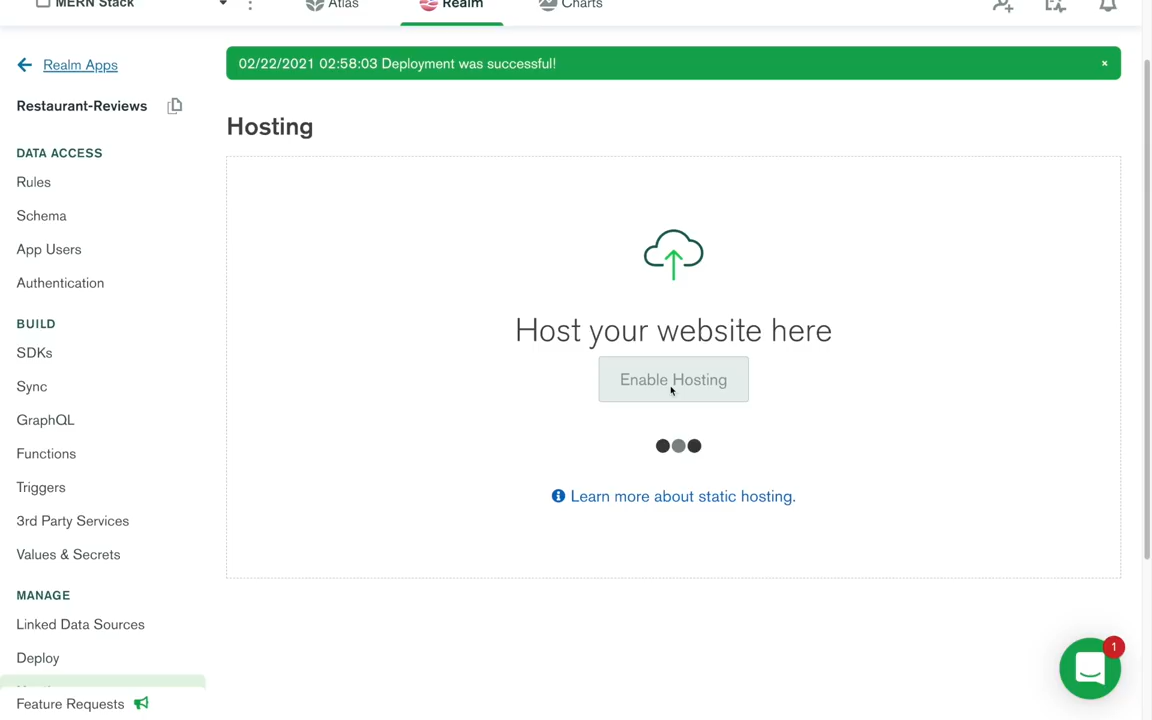 MERN Stack
Atlas
Realm
Charts
Realm Apps
02/22/2021 02:58:03 Deployment was successful!
×
Restaurant-Reviews
Hosting
DATA ACCESS
Rules
Schema
App Users
Authentication
Host your website here
Enable Hosting
BUILD
SDKs
Sync
GraphQL
Functions
Triggers
3rd Party Services
Values & Secrets
Learn more about static hosting.
MANAGE
Linked Data Sources
Deploy
1
Feature Requests